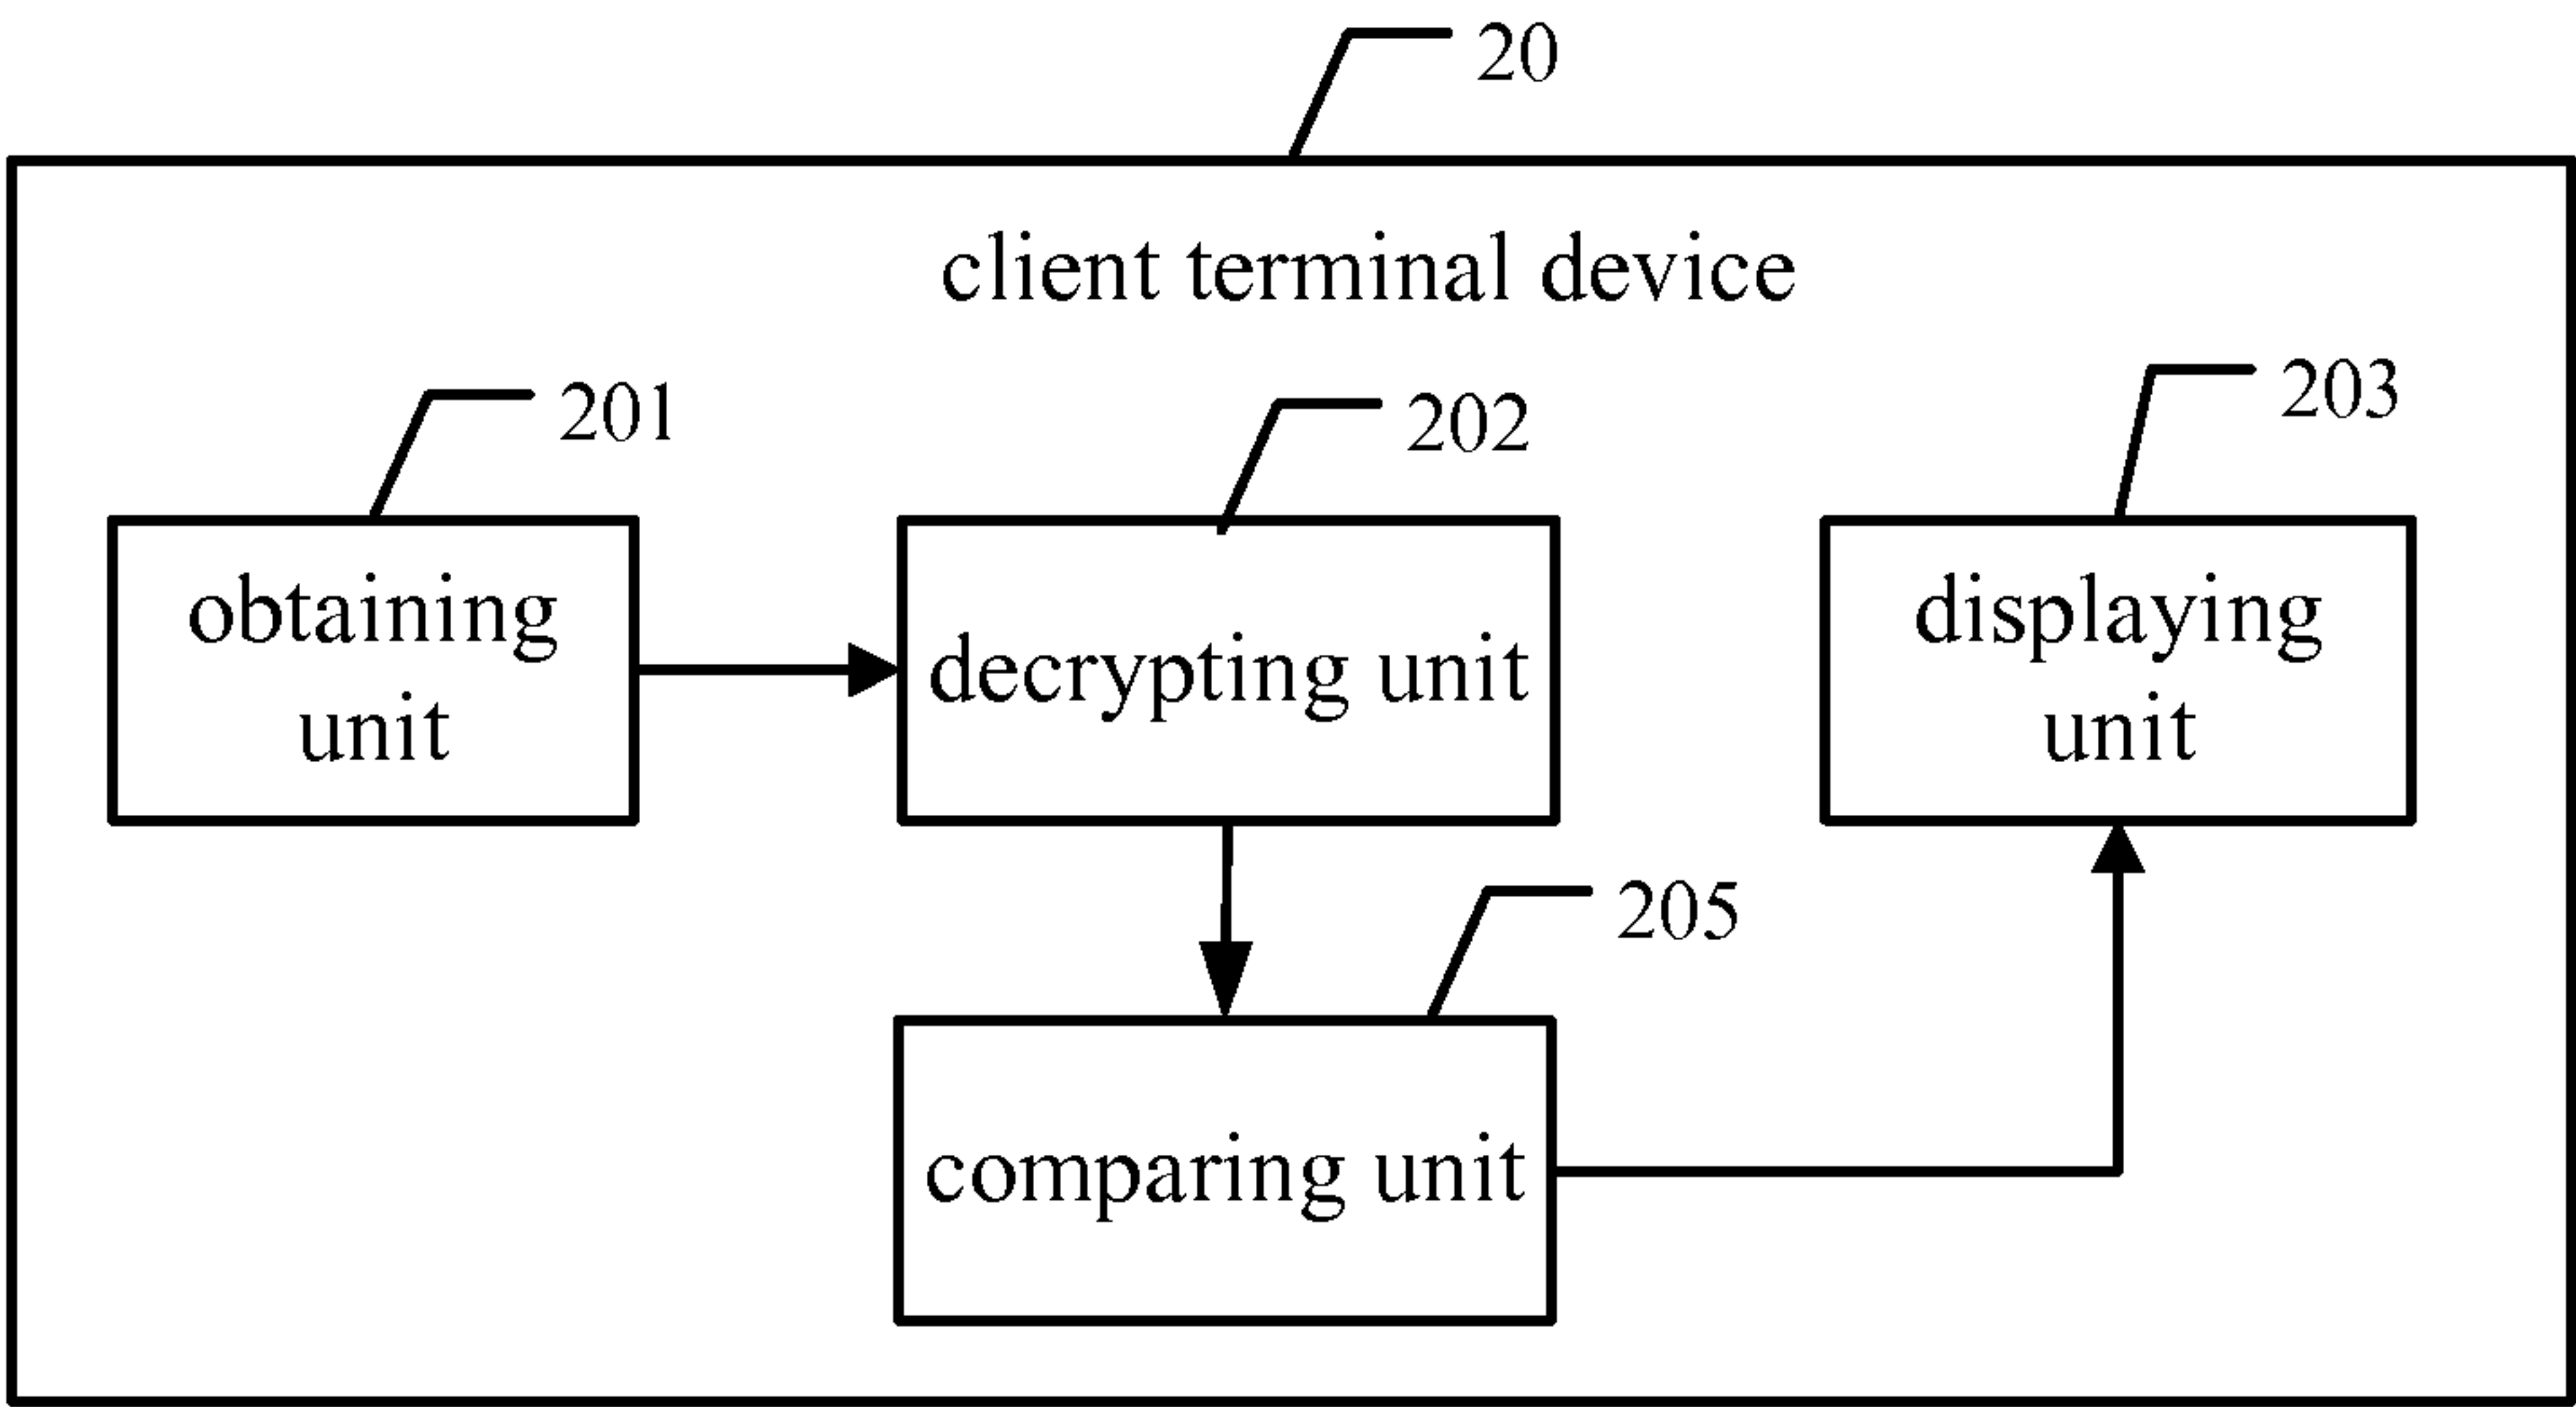 20
client terminal device
201
202
203
obtaining
unit
decrypting unit
displaying
unit
205
comparing unit